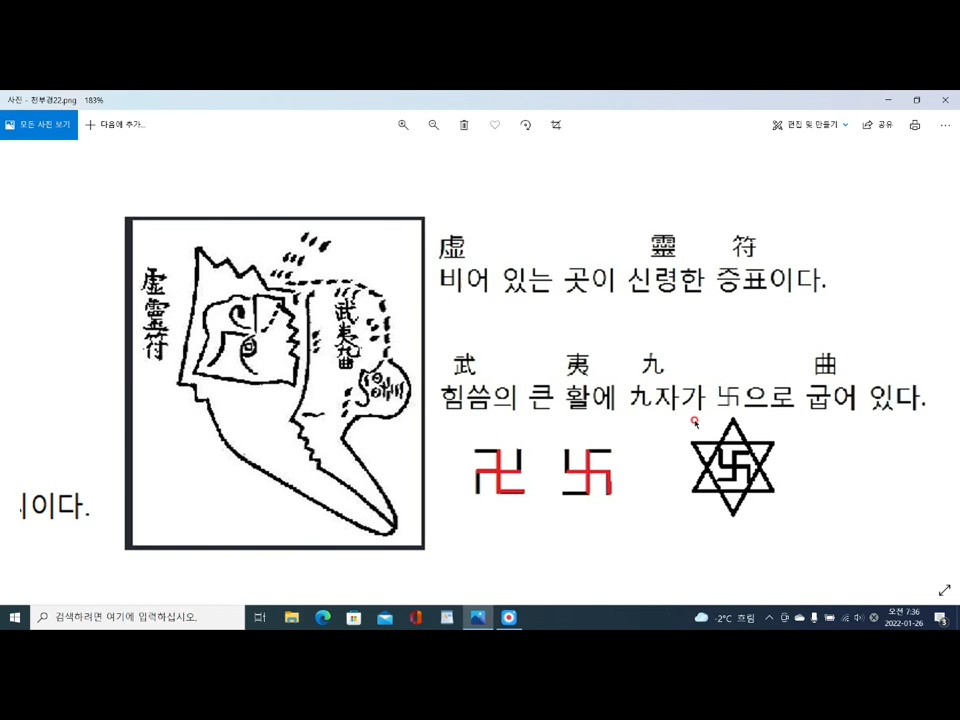 사진 - 천부경22.png 183%
모든 사진 보기
다음에 추가...
편집 및 만들기
공유
虛 靈 符
비어 있는 곳이 신령한 증표이다.
虛靈符
武夷九曲
武 夷 九 曲
힘씀의 큰 활에 九자가 卐으로 굽어 있다.
이다.
卍 卐
卐
검색하려면 여기에 입력하십시오.
-2°C 흐림
오전 7:36
2022-01-26
3